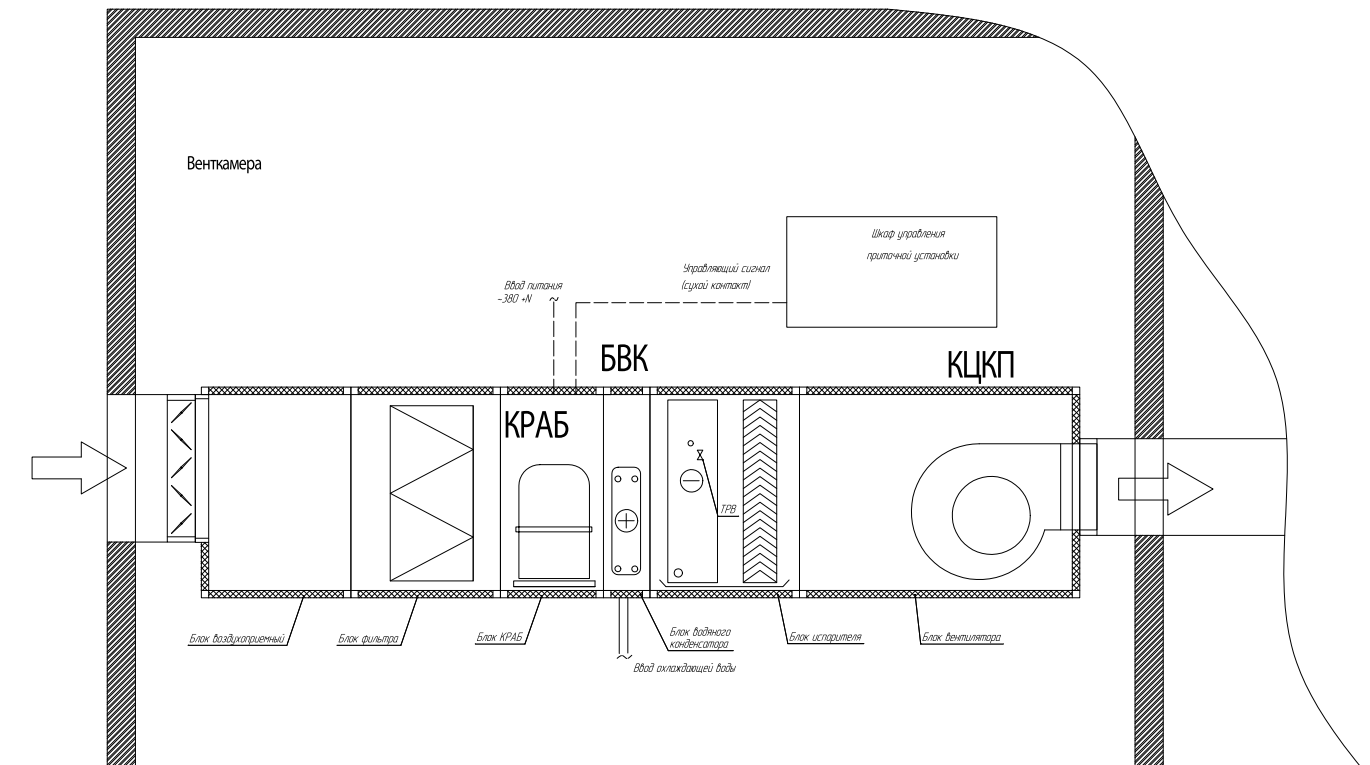 Венткамера
Шкаф управления
приточной установки
Управляющий сигнал
(сухой контакт)
Ввод питания
~380 +N
~
БВК
КЦКП
КРАБ
ТРВ
Блок воздухоприемный
Блок фильтра
Блок КРАБ
Блок водяного
конденсатора
Блок испарителя
Блок вентилятора
Ввод охлаждающей воды